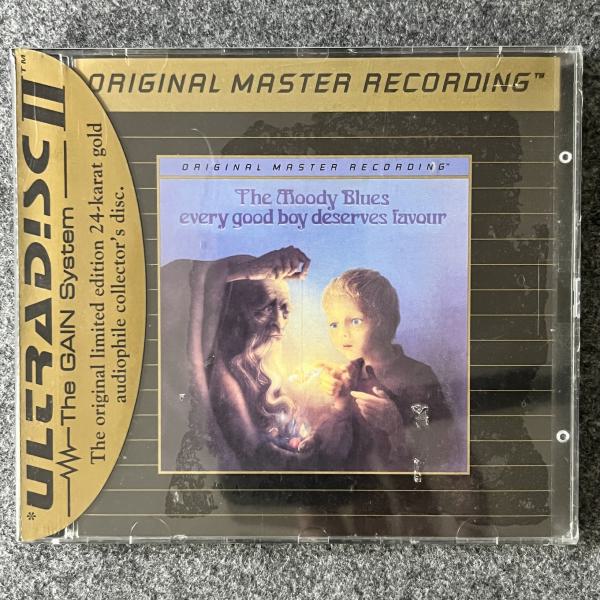 ORIGINAL MASTER RECORDING™
*ULTRADISC II™
The GAIN System
The original limited edition 24-karat gold
audiophile collector's disc.
ORIGINAL MASTER RECORDING™
The Moody Blues
every good boy deserves favour